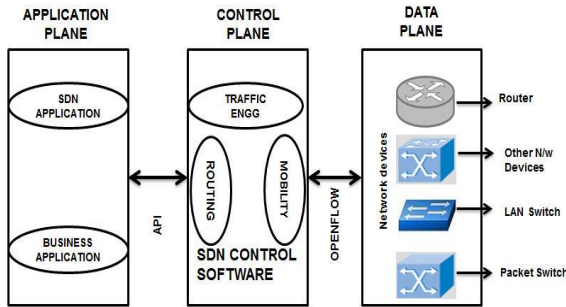 APPLICATION
PLANE
SDN
APPLICATION
BUSINESS
APPLICATION
API
CONTROL
PLANE
TRAFFIC
ENGG
ROUTING
MOBILITY
SDN CONTROL
SOFTWARE
OPENFLOW
DATA
PLANE
Network devices
Router
Other N/w
Devices
LAN Switch
Packet Switch